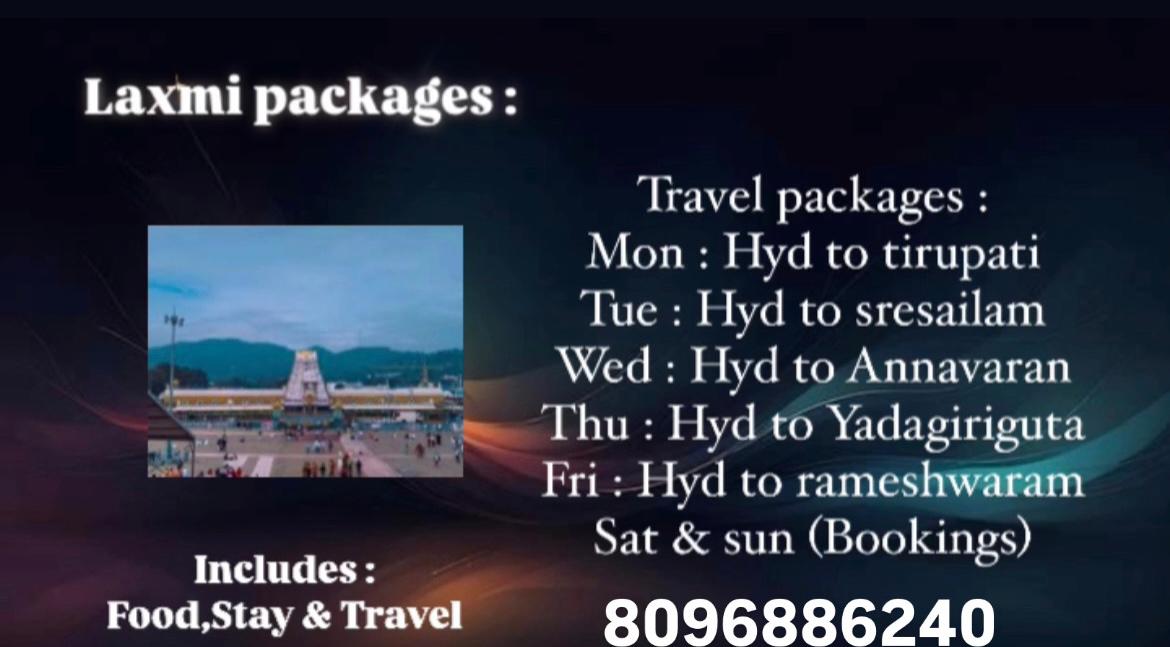 Laxmi packages :
Travel packages :
Mon : Hyd to tirupati
Tue : Hyd to sresailam
Wed : Hyd to Annavaran
Thu : Hyd to Yadagiriguta
Fri : Hyd to rameshwaram
Sat & sun (Bookings)
Includes :
Food,Stay & Travel
8096886240